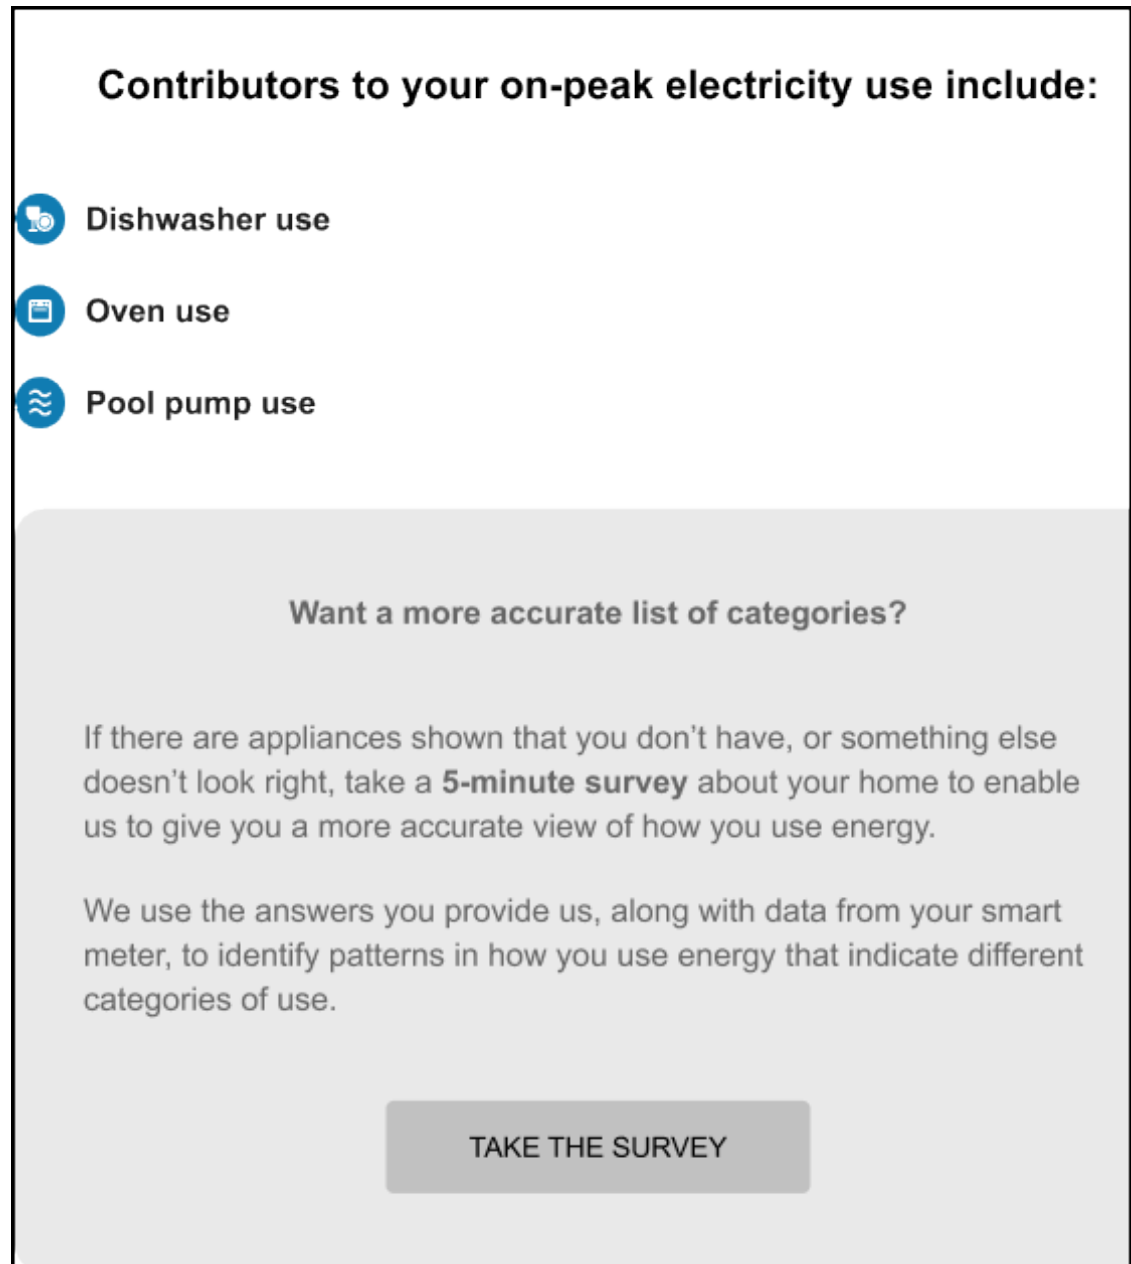 Contributors to your on-peak electricity use include:
Dishwasher use
Oven use
Pool pump use
Want a more accurate list of categories?
If there are appliances shown that you don’t have, or something else
doesn’t look right, take a 5-minute survey about your home to enable
us to give you a more accurate view of how you use energy.
We use the answers you provide us, along with data from your smart
meter, to identify patterns in how you use energy that indicate different
categories of use.
TAKE THE SURVEY